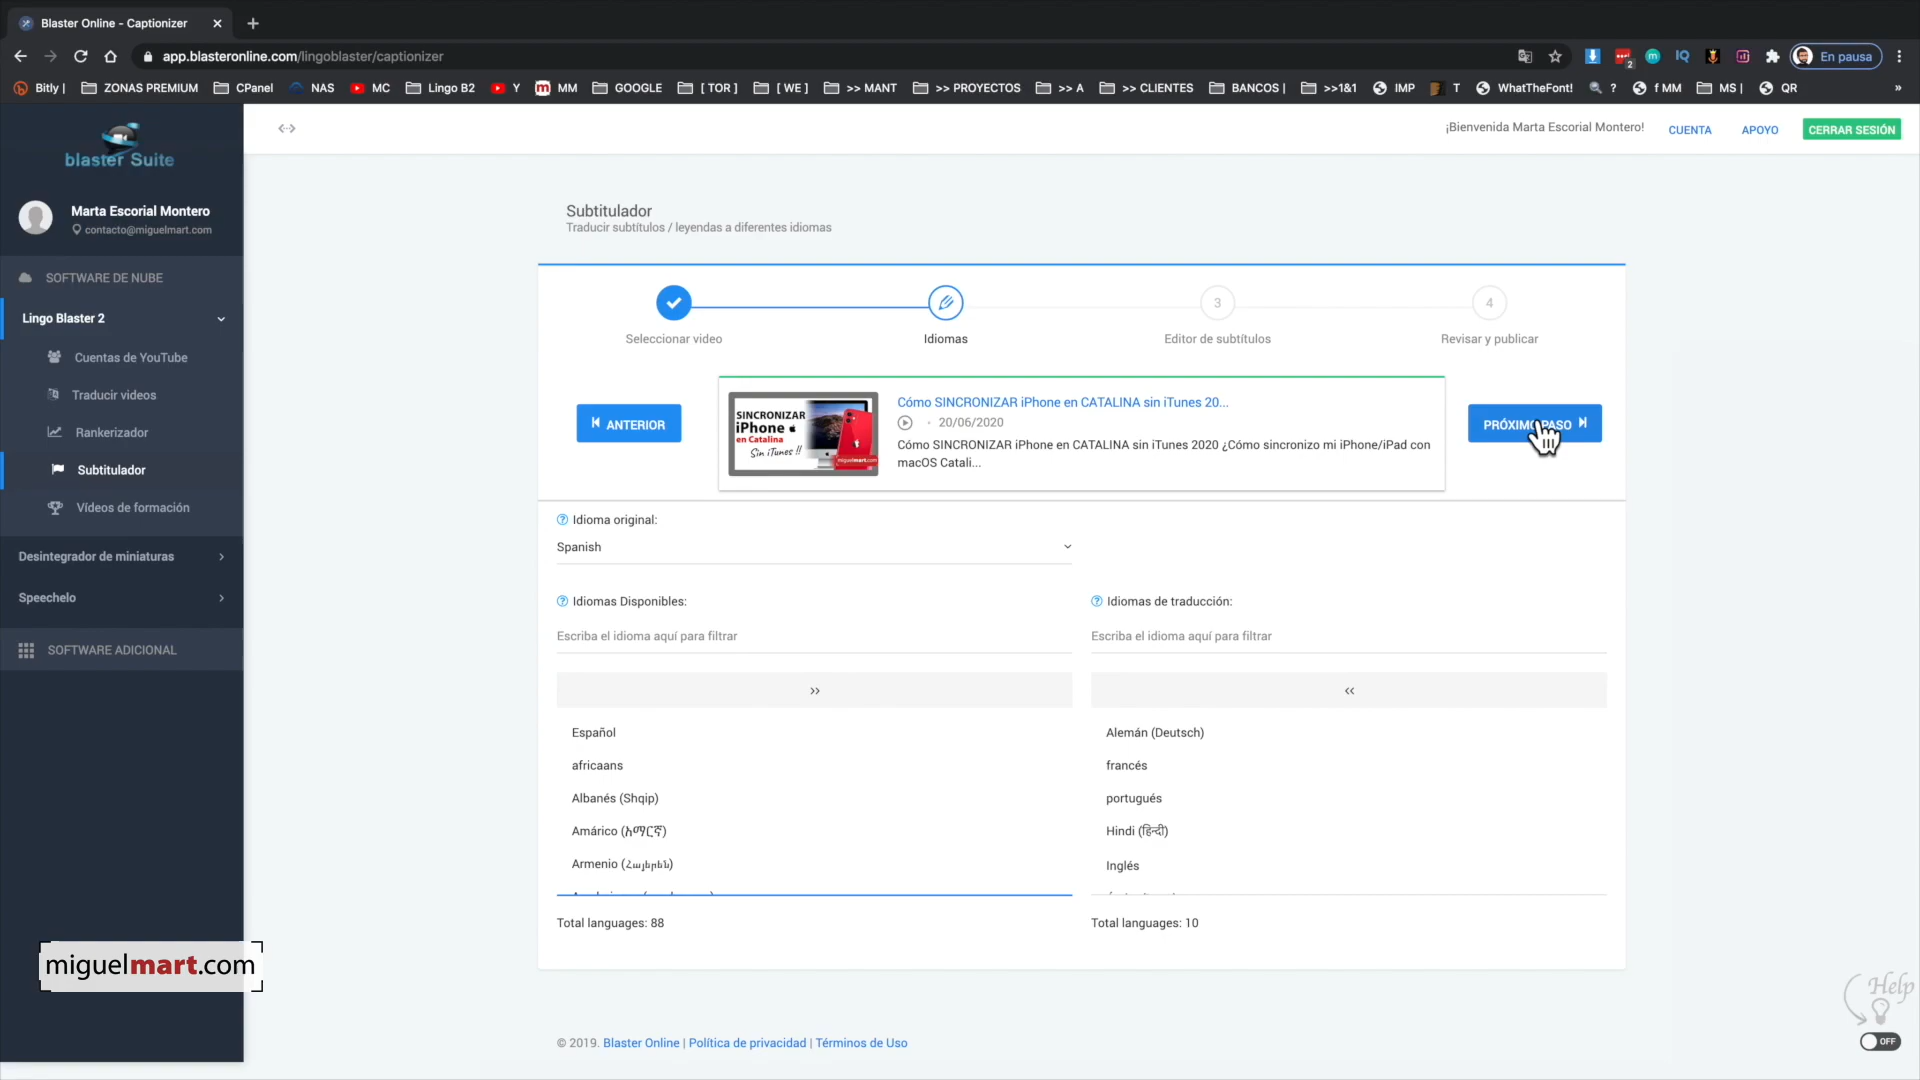 Blaster Online - Captionizer
app.blasteronline.com/lingoblaster/captionizer
2
En pausa
Bitly |
ZONAS PREMIUM
CPanel
NAS
MC
Lingo B2
Y
MM
GOOGLE
[ TOR ]
[ WE ]
>> MANT
>> PROYECTOS
>> A
>> CLIENTES
BANCOS |
>>1&1
IMP
T
WhatTheFont!
?
f MM
MS |
QR
»
blaster Suite
¡Bienvenida Marta Escorial Montero!
CUENTA
APOYO
CERRAR SESIÓN
Marta Escorial Montero
contacto@miguelmart.com
SOFTWARE DE NUBE
Lingo Blaster 2
Cuentas de YouTube
Traducir videos
Rankerizador
Subtitulador
Vídeos de formación
Desintegrador de miniaturas
Speechelo
SOFTWARE ADICIONAL
Subtitulador
Traducir subtítulos / leyendas a diferentes idiomas
3
4
Seleccionar video
Idiomas
Editor de subtítulos
Revisar y publicar
ANTERIOR
SINCRONIZAR
iPhone
en Catalina
Sin iTunes !!
miguelmart.com
Cómo SINCRONIZAR iPhone en CATALINA sin iTunes 20...
· 20/06/2020
Cómo SINCRONIZAR iPhone en CATALINA sin iTunes 2020 ¿Cómo sincronizo mi iPhone/iPad con
macOS Catali...
PRÓXIMO PASO
Idioma original:
Spanish
Idiomas Disponibles:
Idiomas de traducción:
Escriba el idioma aquí para filtrar
Escriba el idioma aquí para filtrar
>>
<<
Español
africaans
Albanés (Shqip)
Amárico (አማርኛ)
Armenio (Հայերեն)
Alemán (Deutsch)
francés
portugués
Hindi (हिन्दी)
Inglés
Total languages: 88
Total languages: 10
miguelmart.com
Help
OFF
© 2019. Blaster Online | Política de privacidad | Términos de Uso